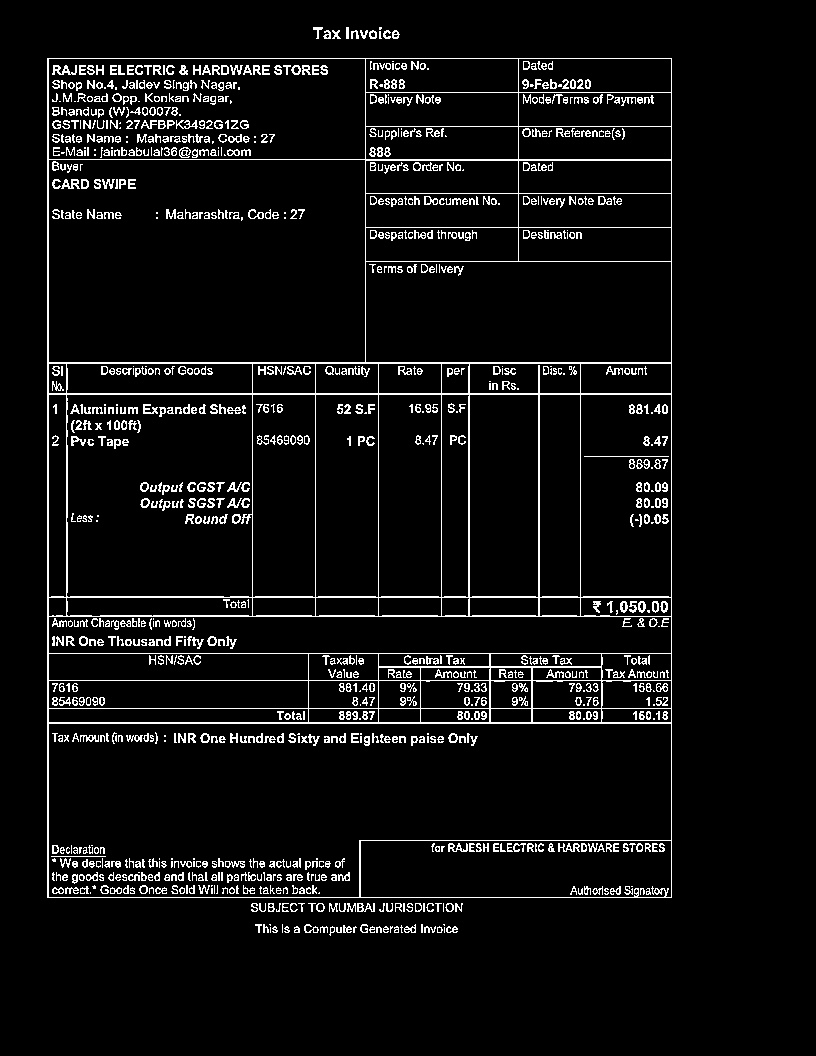 Tax Invoice
RAJESH ELECTRIC & HARDWARE STORES
Shop No.4, Jaidev Singh Nagar,
J.M.Road Opp. Konkan Nagar,
Bhandup (W)-400078.
GSTIN/UIN: 27AFBPK3492G1ZG
State Name : Maharashtra, Code : 27
E-Mail : jainbabulal36@gmail.com
Invoice No. Dated
R-888 9-Feb-2020
Delivery Note Mode/Terms of Payment
Supplier's Ref. Other Reference(s)
888
Buyer
CARD SWIPE
State Name : Maharashtra, Code : 27
Buyer's Order No. Dated
Despatch Document No. Delivery Note Date
Despatched through Destination
Terms of Delivery
Sl Description of Goods HSN/SAC Quantity Rate per Disc Disc. % Amount
No. in Rs.
1 Aluminium Expanded Sheet 7616 52 S.F 16.95 S.F 881.40
(2ft x 100ft)
2 Pvc Tape 85469090 1 PC 8.47 PC 8.47
889.87
Output CGST A/C 80.09
Output SGST A/C 80.09
Less : Round Off (-)0.05
Total ₹ 1,050.00
Amount Chargeable (in words) E. & O.E
INR One Thousand Fifty Only
HSN/SAC Taxable Central Tax State Tax Total
Value Rate Amount Rate Amount Tax Amount
7616 881.40 9% 79.33 9% 79.33 158.66
85469090 8.47 9% 0.76 9% 0.76 1.52
Total 889.87 80.09 80.09 160.18
Tax Amount (in words) : INR One Hundred Sixty and Eighteen paise Only
Declaration
* We declare that this invoice shows the actual price of
the goods described and that all particulars are true and
correct.* Goods Once Sold Will not be taken back.
for RAJESH ELECTRIC & HARDWARE STORES
Authorised Signatory
SUBJECT TO MUMBAI JURISDICTION
This is a Computer Generated Invoice